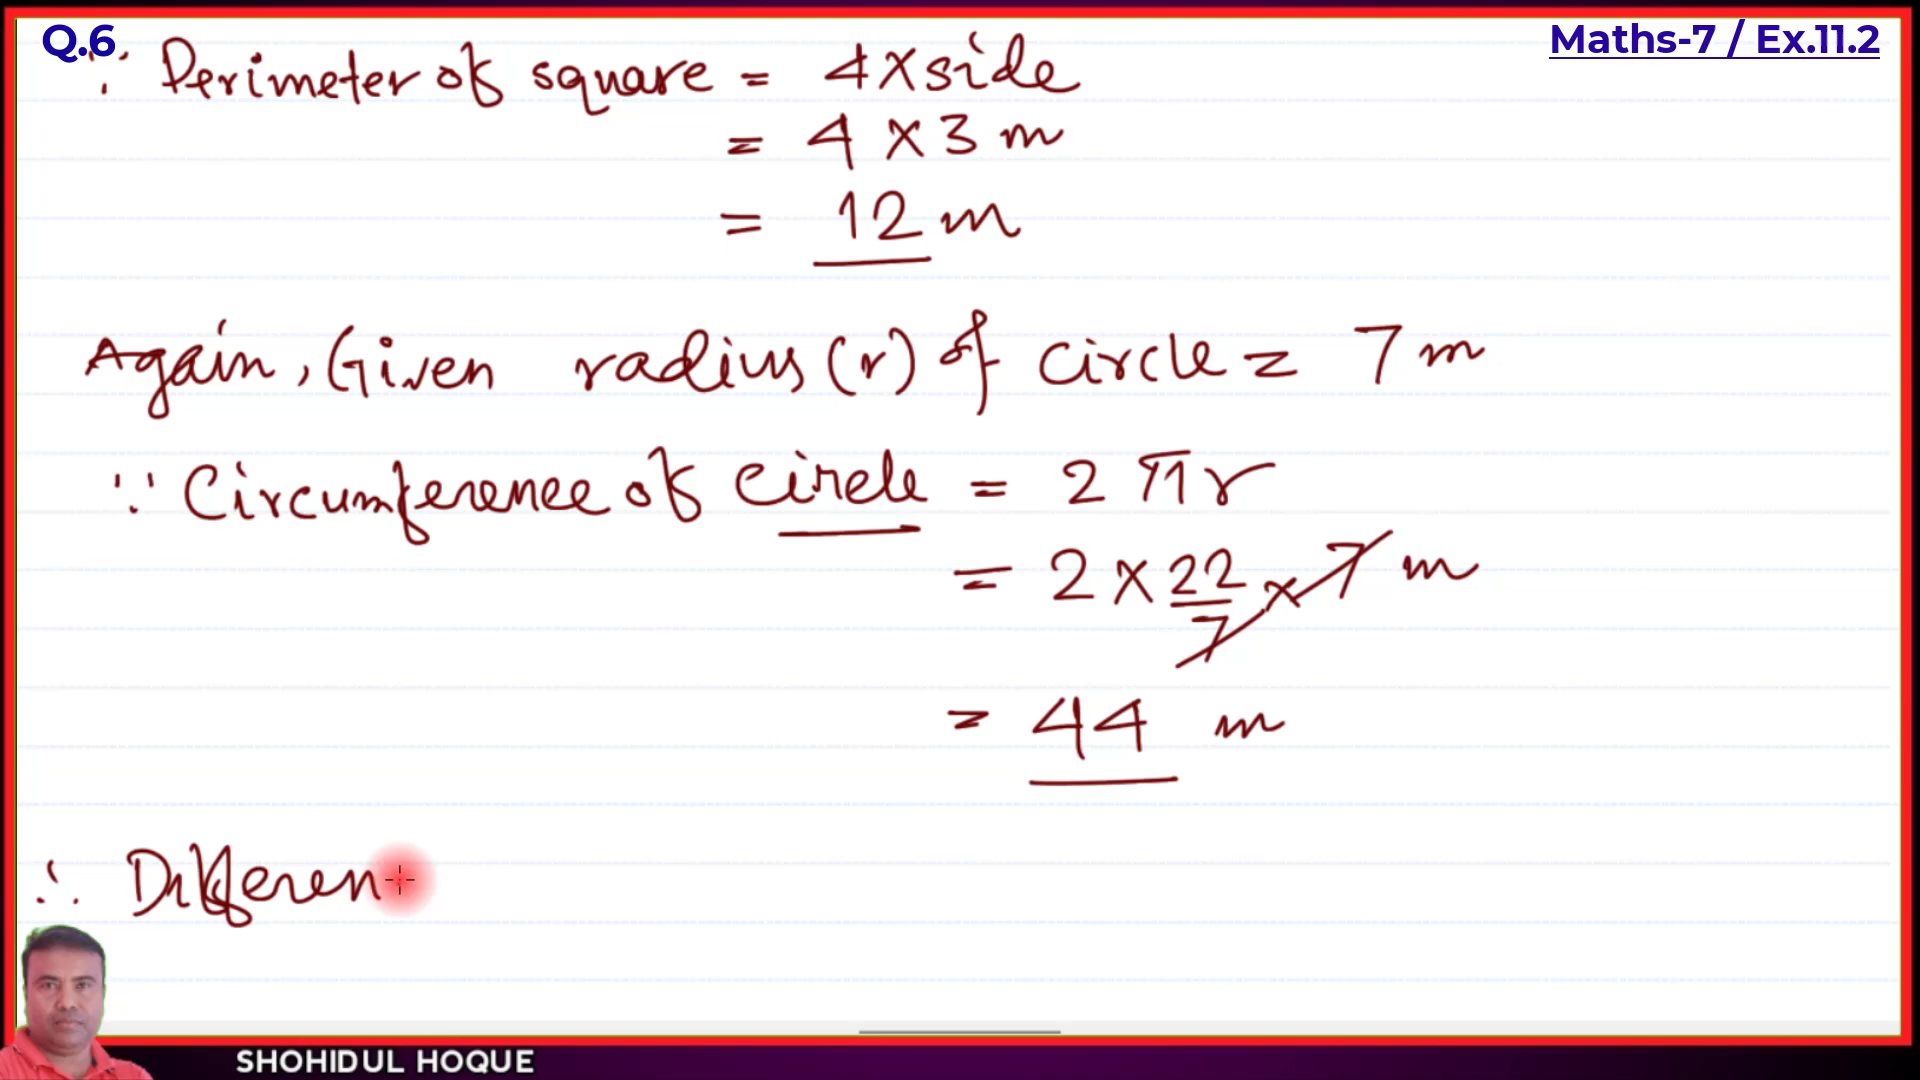 Q.6
Maths-7 / Ex.11.2
∵ Perimeter of square = 4×side
= 4×3 m
= 12 m
Again, Given radius (r) of circle = 7 m
∵ Circumference of circle = 2πr
= 2×22/7×7 m
= 44 m
∴ Differen
SHOHIDUL HOQUE